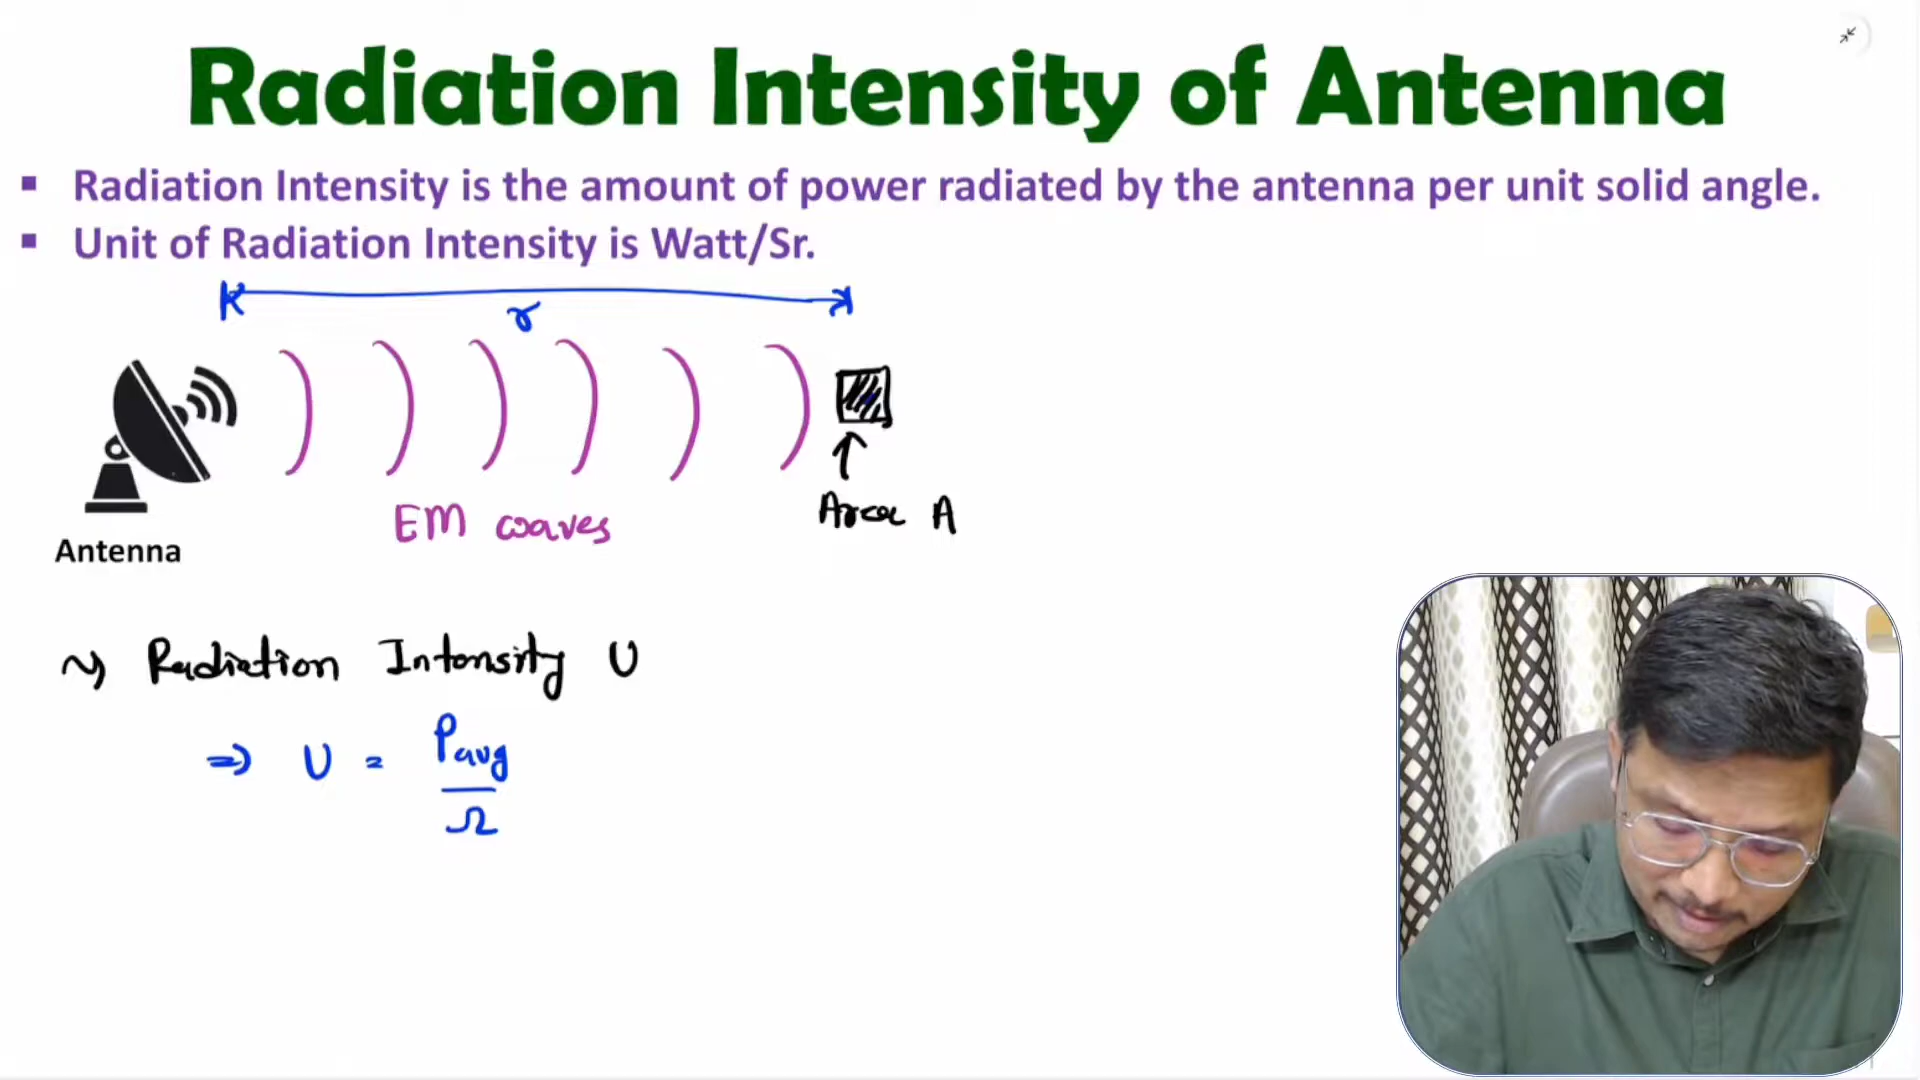 Radiation Intensity of Antenna
▪ Radiation Intensity is the amount of power radiated by the antenna per unit solid angle.
▪ Unit of Radiation Intensity is Watt/Sr.
r
EM waves
Area A
Antenna
Radiation Intensity U
⇒ U = Pavg / Ω